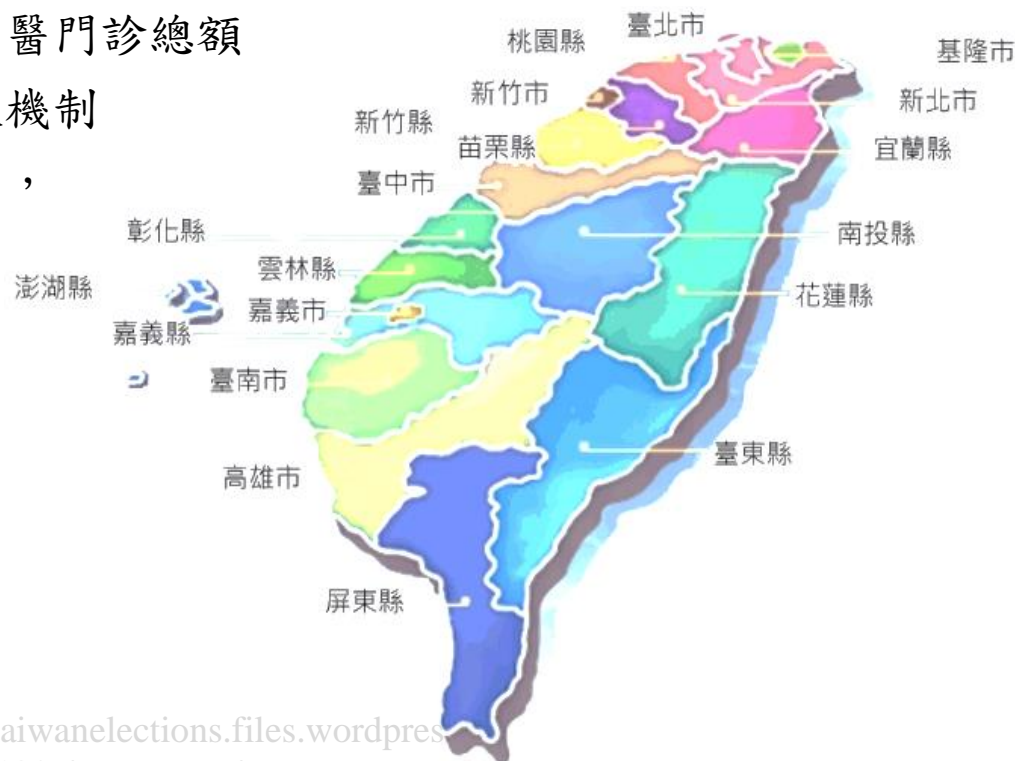 醫門診總額
機制
，
臺北市
桃園縣
基隆市
新竹市
新北市
新竹縣
苗栗縣
宜蘭縣
臺中市
彰化縣
南投縣
雲林縣
澎湖縣
花蓮縣
嘉義市
嘉義縣
臺南市
臺東縣
高雄市
屏東縣
aiwanelections.files.wordpres